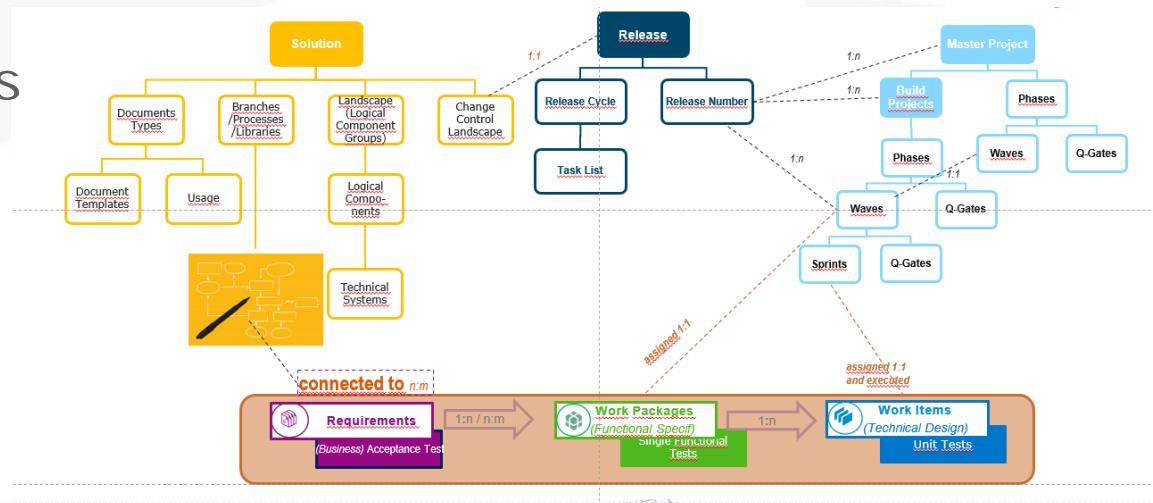 s
Solution
Release
Master Project
1:1
1:n
1:n
Documents
Types
Branches
/Processes
/Libraries
Landscape
(Logical
Component
Groups)
Change
Control
Landscape
Release Cycle
Release Number
Build
Projects
Phases
Document
Templates
Usage
Logical
Compo-
nents
Task List
1:n
Phases
Waves
Q-Gates
1:1
Waves
Q Gates
Technical
Systems
Sprints
Q-Gates
assigned 1:1
assigned 1:1
and executed
connected to n:m
Requirements
(Business) Acceptance Test
1:n / n:m
Work Packages
(Functional Specif)
Single Functional
Tests
1:n
Work Items
(Technical Design)
Unit Tests